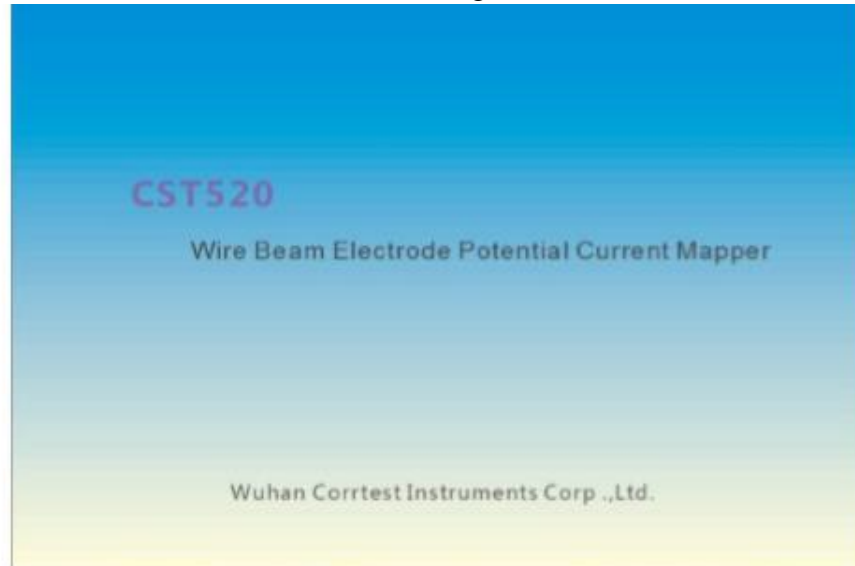 CST520
Wire Beam Electrode Potential Current Mapper
Wuhan Corrtest Instruments Corp .,Ltd.